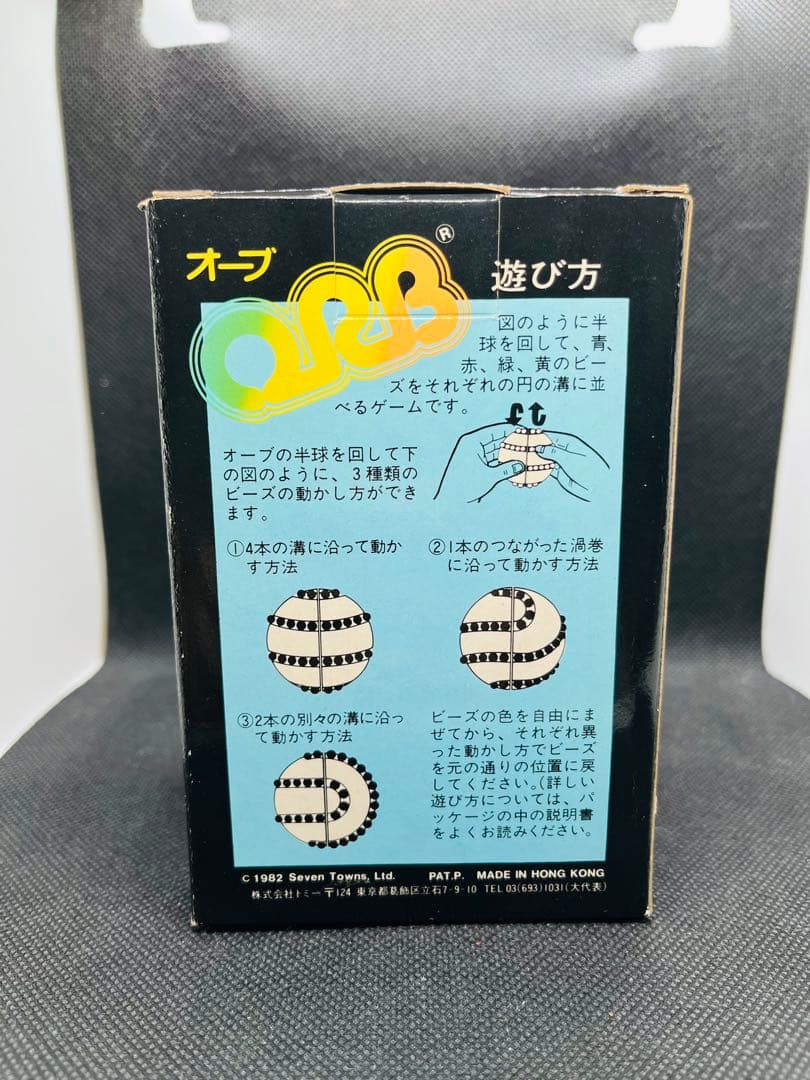 オーブ
ORB®
遊び方
図のように半
球を回して、青、
赤、緑、黄のビー
ズをそれぞれの円の溝に並
べるゲームです。
オーブの半球を回して下
の図のように、3種類の
ビーズの動かし方ができ
ます。
①4本の溝に沿って動か
す方法
②1本のつながった渦巻
に沿って動かす方法
③2本の別々の溝に沿っ
て動かす方法
ビーズの色を自由にま
ぜてから、それぞれ異
った動かし方でビーズ
を元の通りの位置に戻
してください。(詳しい
遊び方については、パ
ッケージの中の説明書
をよくお読みください。
© 1982 Seven Towns, Ltd. PAT.P. MADE IN HONG KONG
株式会社トミー 〒124 東京都葛飾区立石7-9-10 TEL 03(693)1031(大代表)